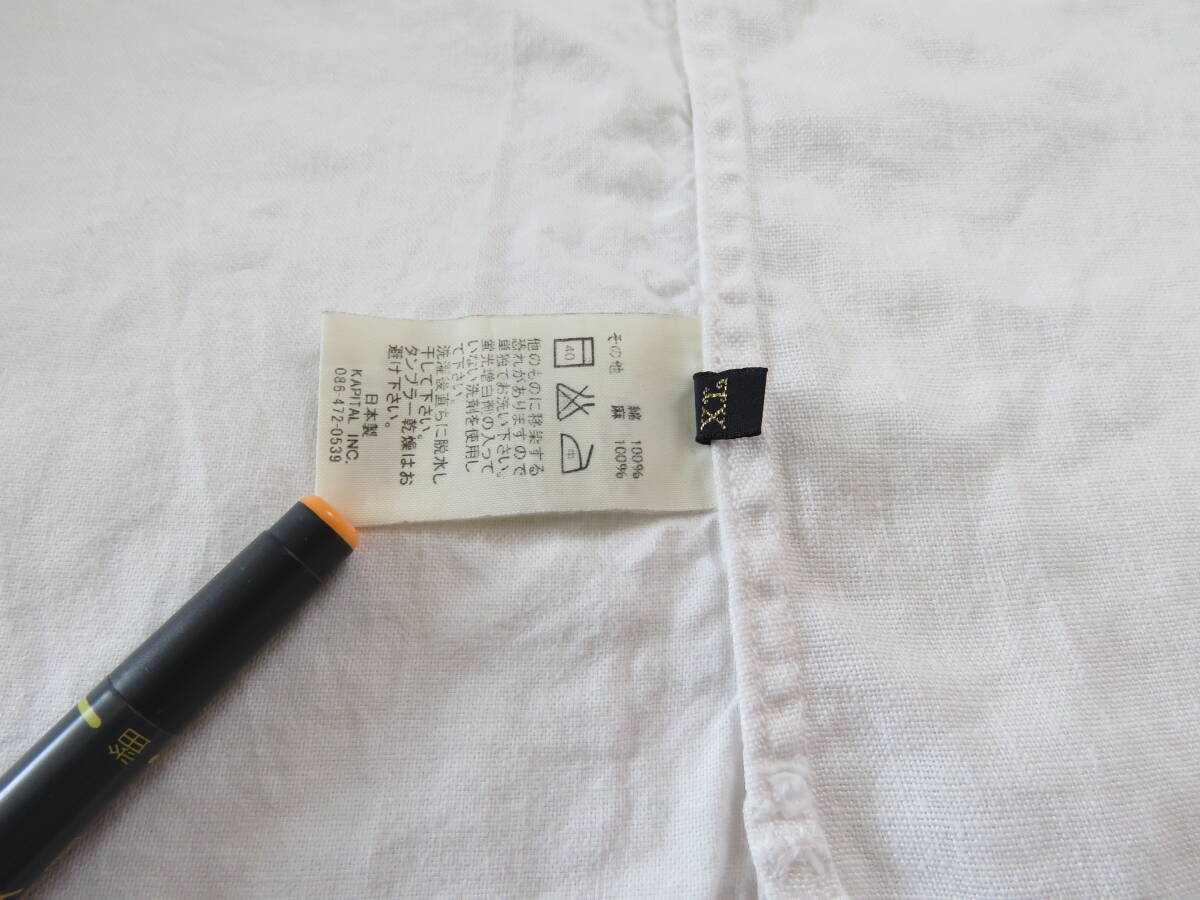 綿 100%
その他 麻 100%
40
中
他のものに移染する
恐れがありますので
単独でお洗い下さい。
蛍光増白剤の入って
いない洗剤を使用し
て下さい。
洗濯後直ちに脱水し
干して下さい。
タンブラー乾燥はお
避け下さい。
日本製
KAPITAL INC.
086-472-0539
XL
細